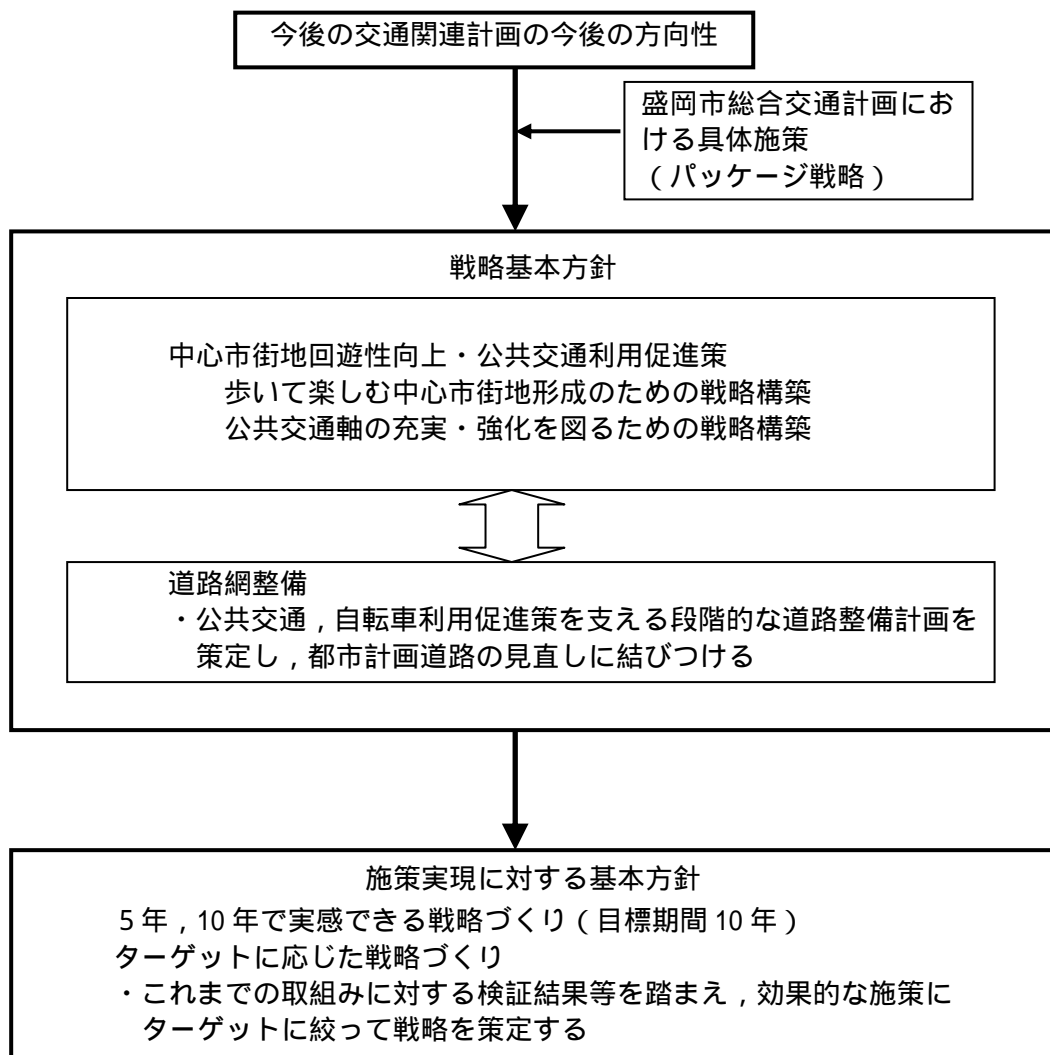 今後の交通関連計画の今後の方向性
盛岡市総合交通計画にお
ける具体施策
（パッケージ戦略）
戦略基本方針
中心市街地回遊性向上・公共交通利用促進策
歩いて楽しむ中心市街地形成のための戦略構築
公共交通軸の充実・強化を図るための戦略構築
道路網整備
・公共交通，自転車利用促進策を支える段階的な道路整備計画を
策定し，都市計画道路の見直しに結びつける
施策実現に対する基本方針
５年，10 年で実感できる戦略づくり（目標期間 10 年）
ターゲットに応じた戦略づくり
・これまでの取組みに対する検証結果等を踏まえ，効果的な施策に
ターゲットに絞って戦略を策定する